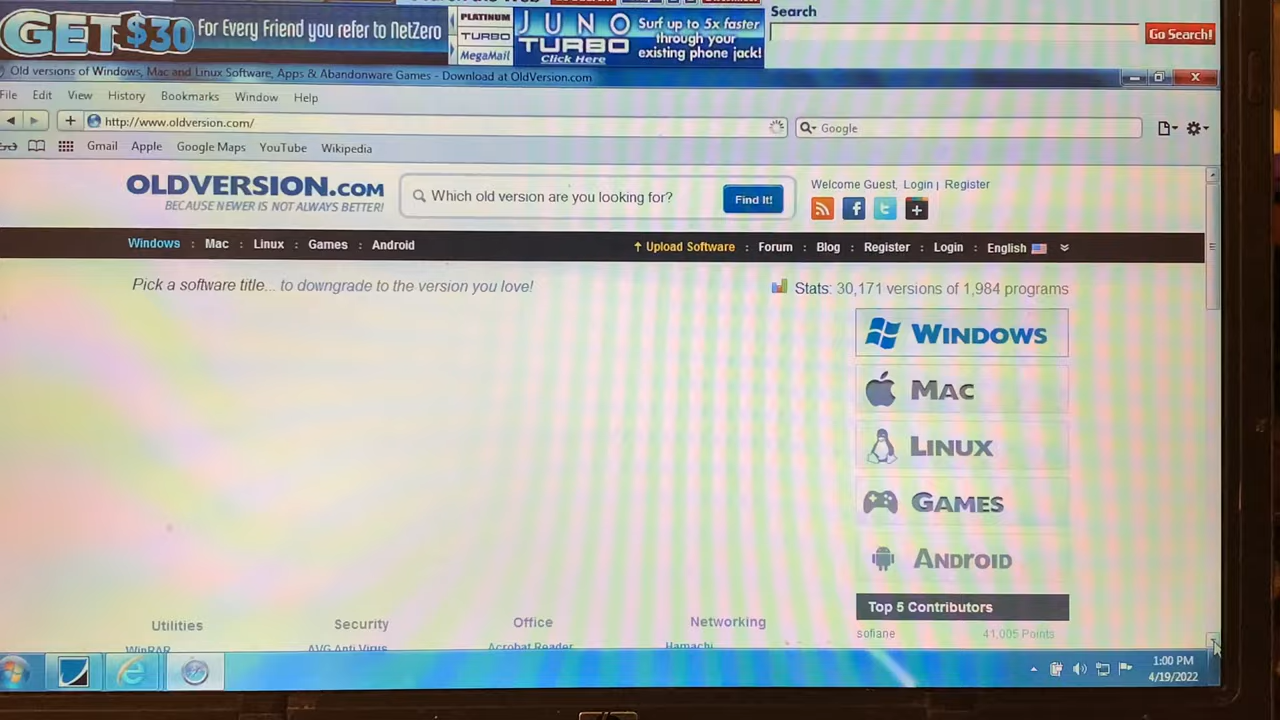 GET $30 For Every Friend you refer to NetZero
PLATINUM
TURBO
MegaMail
JUNO
TURBO
Click Here
Surf up to 5x faster
through your
existing phone jack!
Search
Go Search!
Old versions of Windows, Mac and Linux Software, Apps & Abandonware Games - Download at OldVersion.com
File Edit View History Bookmarks Window Help
http://www.oldversion.com/
Google
Gmail Apple Google Maps YouTube Wikipedia
OLDVERSION.COM
BECAUSE NEWER IS NOT ALWAYS BETTER!
Which old version are you looking for?
Find It!
Welcome Guest, Login | Register
Windows : Mac : Linux : Games : Android
↑ Upload Software : Forum : Blog : Register : Login : English
Pick a software title... to downgrade to the version you love!
Stats: 30,171 versions of 1,984 programs
WINDOWS
MAC
LINUX
GAMES
ANDROID
Top 5 Contributors
sofiane 41,005 Points
Utilities Security Office Networking
WinRAR AVG Anti Virus Acrobat Reader Hamachi
1:00 PM
4/19/2022